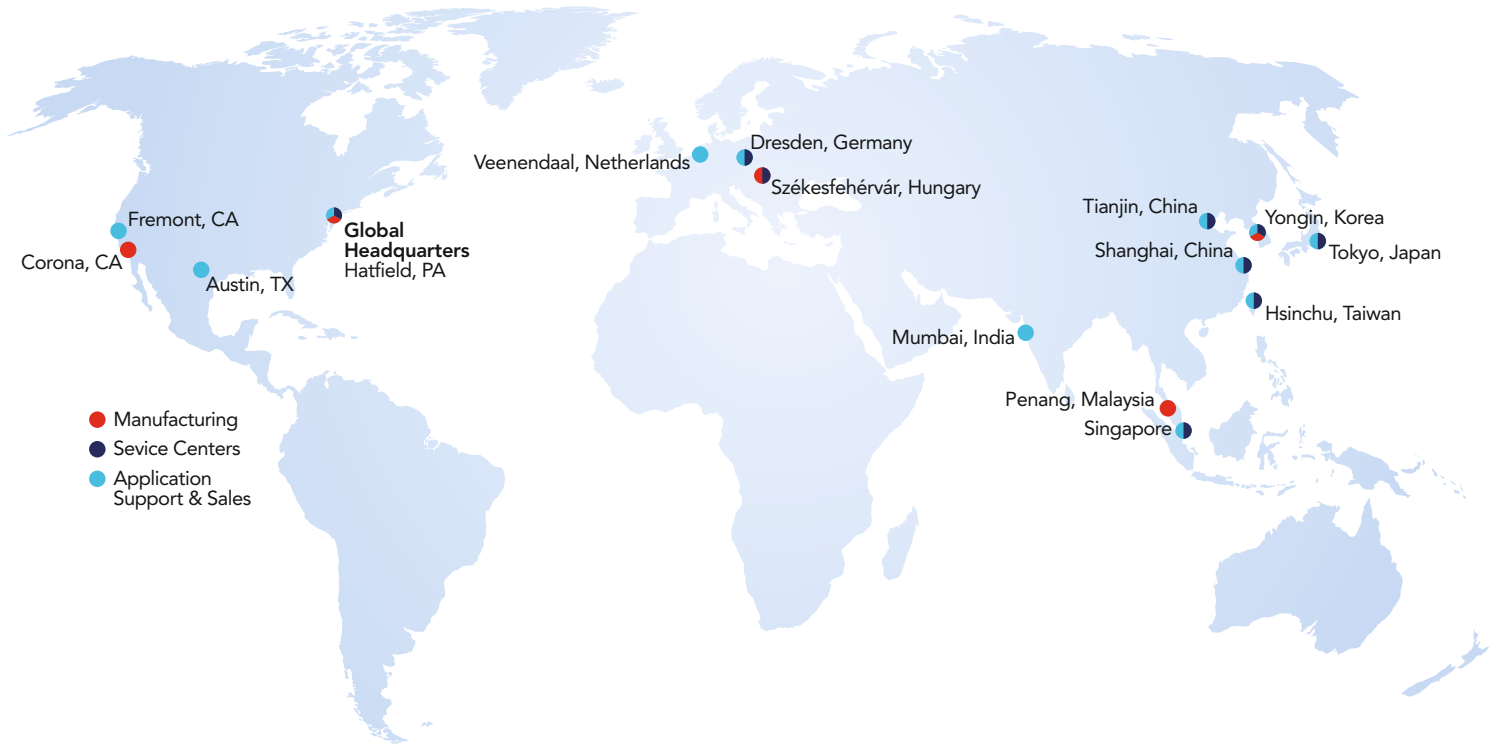 Dresden, Germany
Veenendaal, Netherlands
Székesfehérvár, Hungary
Tianjin, China
Yongin, Korea
Fremont, CA
Global
Headquarters
Hatfield, PA
Shanghai, China
Tokyo, Japan
Corona, CA
Austin, TX
Hsinchu, Taiwan
Mumbai, India
Penang, Malaysia
Singapore
Manufacturing
Sevice Centers
Application
Support & Sales